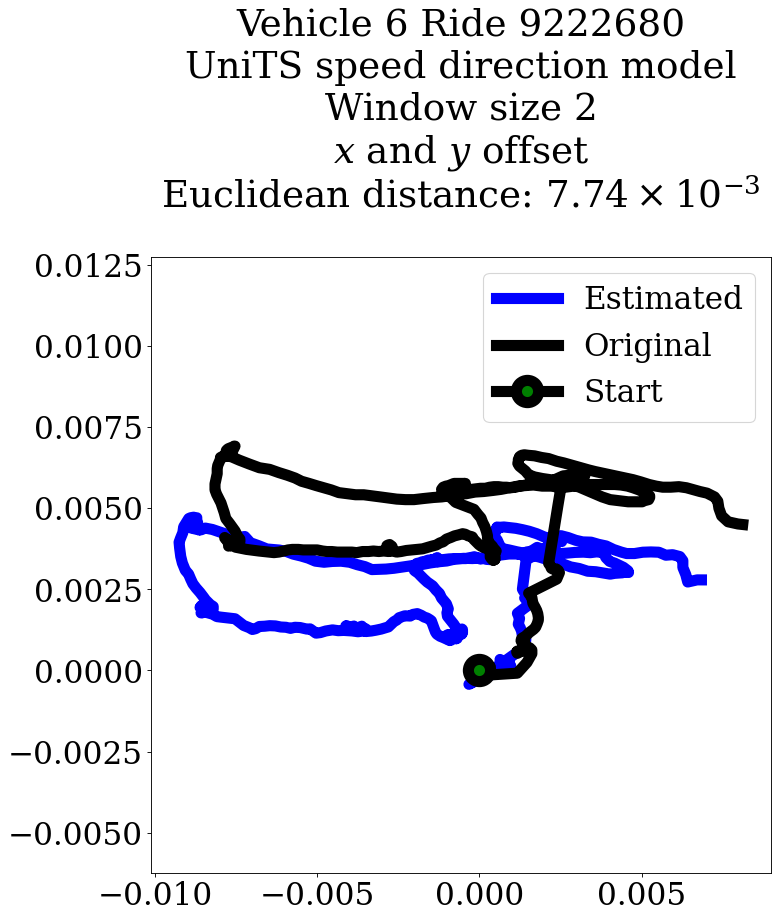 Vehicle 6 Ride 9222680
UniTS speed direction model
Window size 2
x and y offset
Euclidean distance: 7.74 × 10⁻³
0.0125
0.0100
0.0075
0.0050
0.0025
0.0000
−0.0025
−0.0050
Estimated
Original
Start
−0.010
−0.005
0.000
0.005